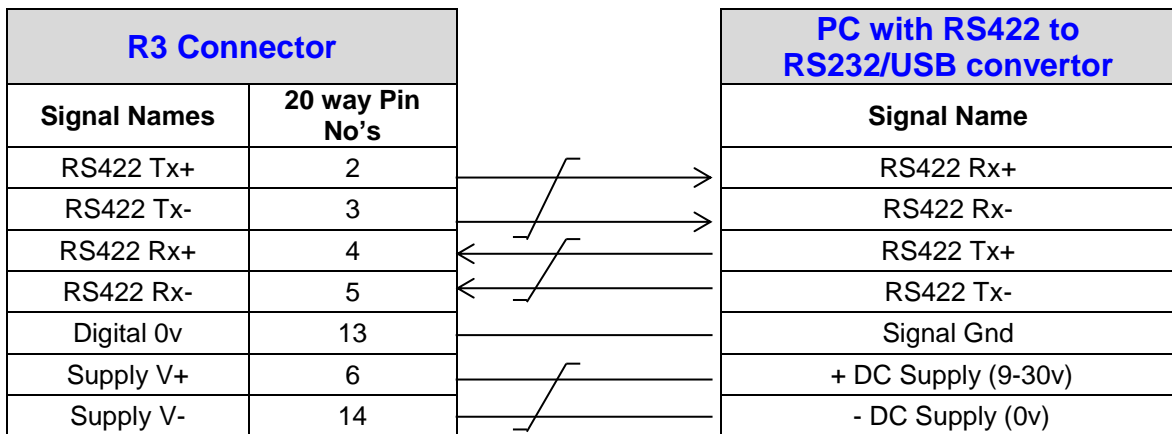 R3 Connector
PC with RS422 to
RS232/USB convertor
Signal Names
20 way Pin
No's
Signal Name
RS422 Tx+ 2 RS422 Rx+
RS422 Tx- 3 RS422 Rx-
RS422 Rx+ 4 RS422 Tx+
RS422 Rx- 5 RS422 Tx-
Digital 0v 13 Signal Gnd
Supply V+ 6 + DC Supply (9-30v)
Supply V- 14 - DC Supply (0v)